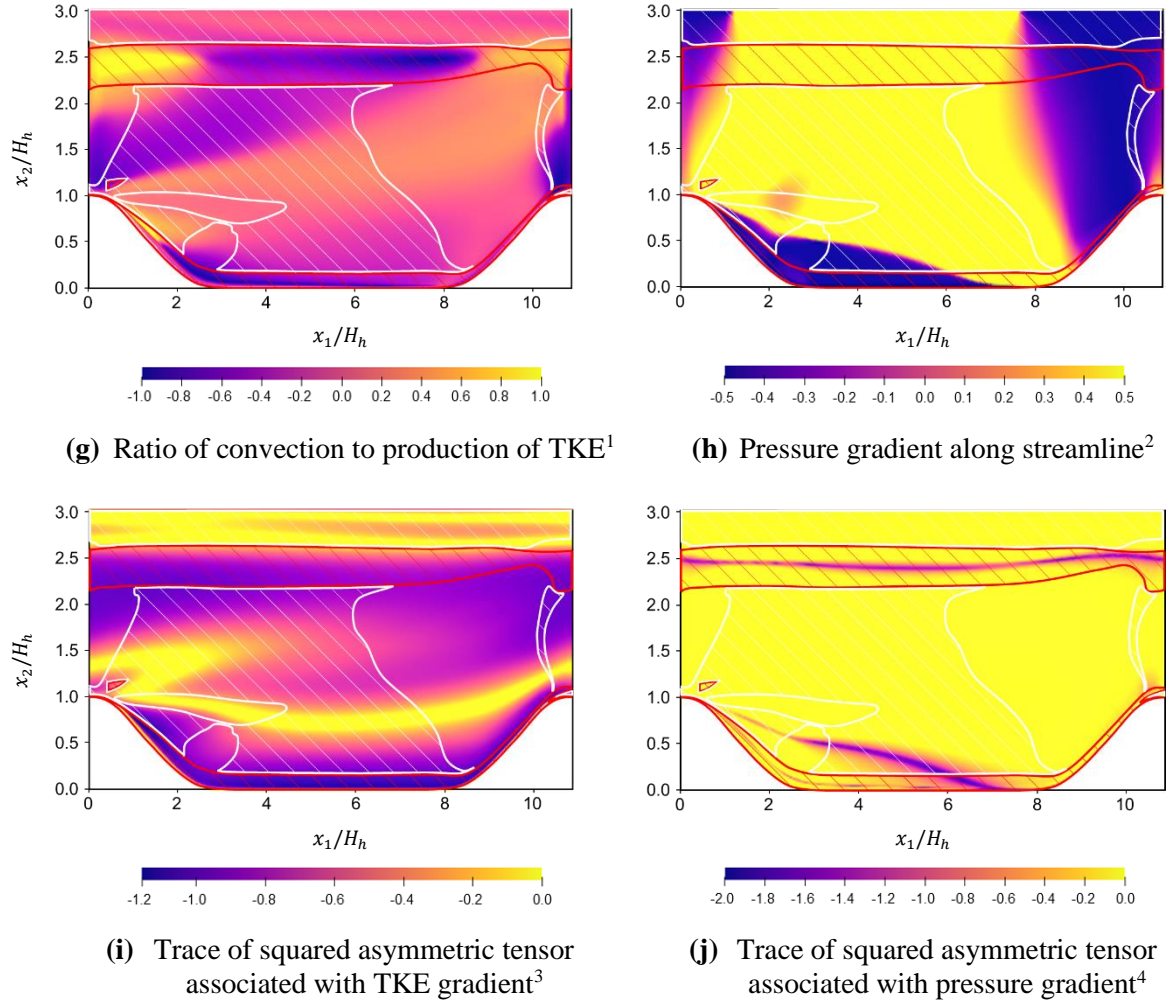 3.0
2.5
2.0
1.5
1.0
0.5
0.0
x₂/Hₕ
0 2 4 6 8 10
x₁/Hₕ
-1.0 -0.8 -0.6 -0.4 -0.2 0.0 0.2 0.4 0.6 0.8 1.0
(g) Ratio of convection to production of TKE¹
3.0
2.5
2.0
1.5
1.0
0.5
0.0
0 2 4 6 8 10
x₁/Hₕ
-0.5 -0.4 -0.3 -0.2 -0.1 0.0 0.1 0.2 0.3 0.4 0.5
(h) Pressure gradient along streamline²
3.0
2.5
2.0
1.5
1.0
0.5
0.0
x₂/Hₕ
0 2 4 6 8 10
x₁/Hₕ
-1.2 -1.0 -0.8 -0.6 -0.4 -0.2 0.0
(i) Trace of squared asymmetric tensor
associated with TKE gradient³
3.0
2.5
2.0
1.5
1.0
0.5
0.0
0 2 4 6 8 10
x₁/Hₕ
-2.0 -1.8 -1.6 -1.4 -1.2 -1.0 -0.8 -0.6 -0.4 -0.2 0.0
(j) Trace of squared asymmetric tensor
associated with pressure gradient⁴